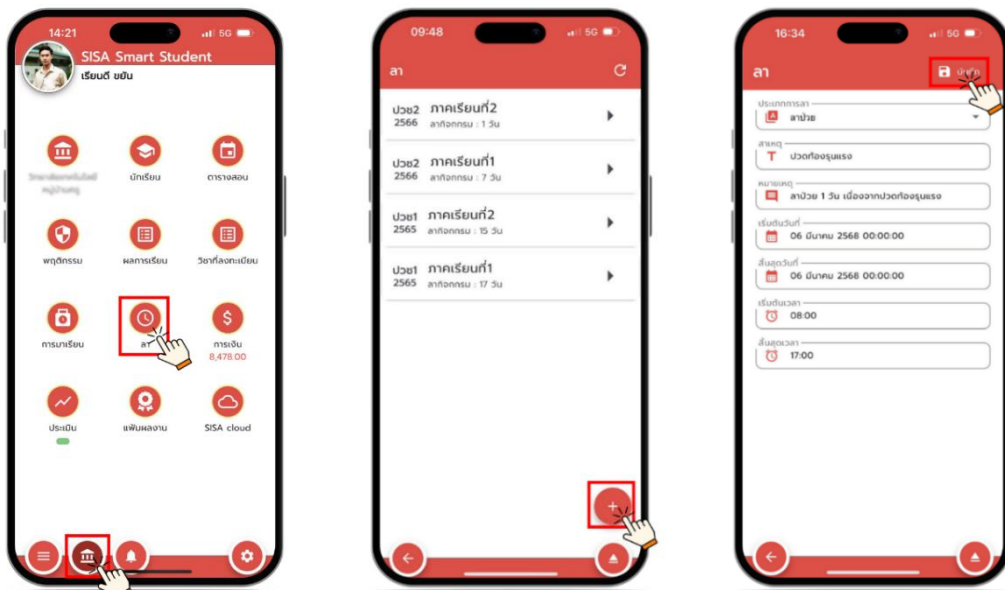 14:21
5G
SISA Smart Student
เรียนดี ขยัน
นักเรียน
ตารางสอบ
พฤติกรรม
ผลการเรียน
วิชาที่ลงทะเบียน
การมาเรียน
ลา
การเงิน
8,478.00
ประเมิน
แฟ้มผลงาน
SISA cloud
09:48
5G
ลา
ปวช2 ภาคเรียนที่2
2566 ลากิจกรรม : 1 วัน
ปวช2 ภาคเรียนที่1
2566 ลากิจกรรม : 7 วัน
ปวช1 ภาคเรียนที่2
2565 ลากิจกรรม : 15 วัน
ปวช1 ภาคเรียนที่1
2565 ลากิจกรรม : 17 วัน
16:34
5G
ลา
บันทึก
ประเภทการลา
ลาป่วย
สาเหตุ
ปวดท้องรุนแรง
หมายเหตุ
ลาป่วย 1 วัน เนื่องจากปวดท้องรุนแรง
เริ่มต้นวันที่
06 มีนาคม 2568 00:00:00
สิ้นสุดวันที่
06 มีนาคม 2568 00:00:00
เริ่มต้นเวลา
08:00
สิ้นสุดเวลา
17:00